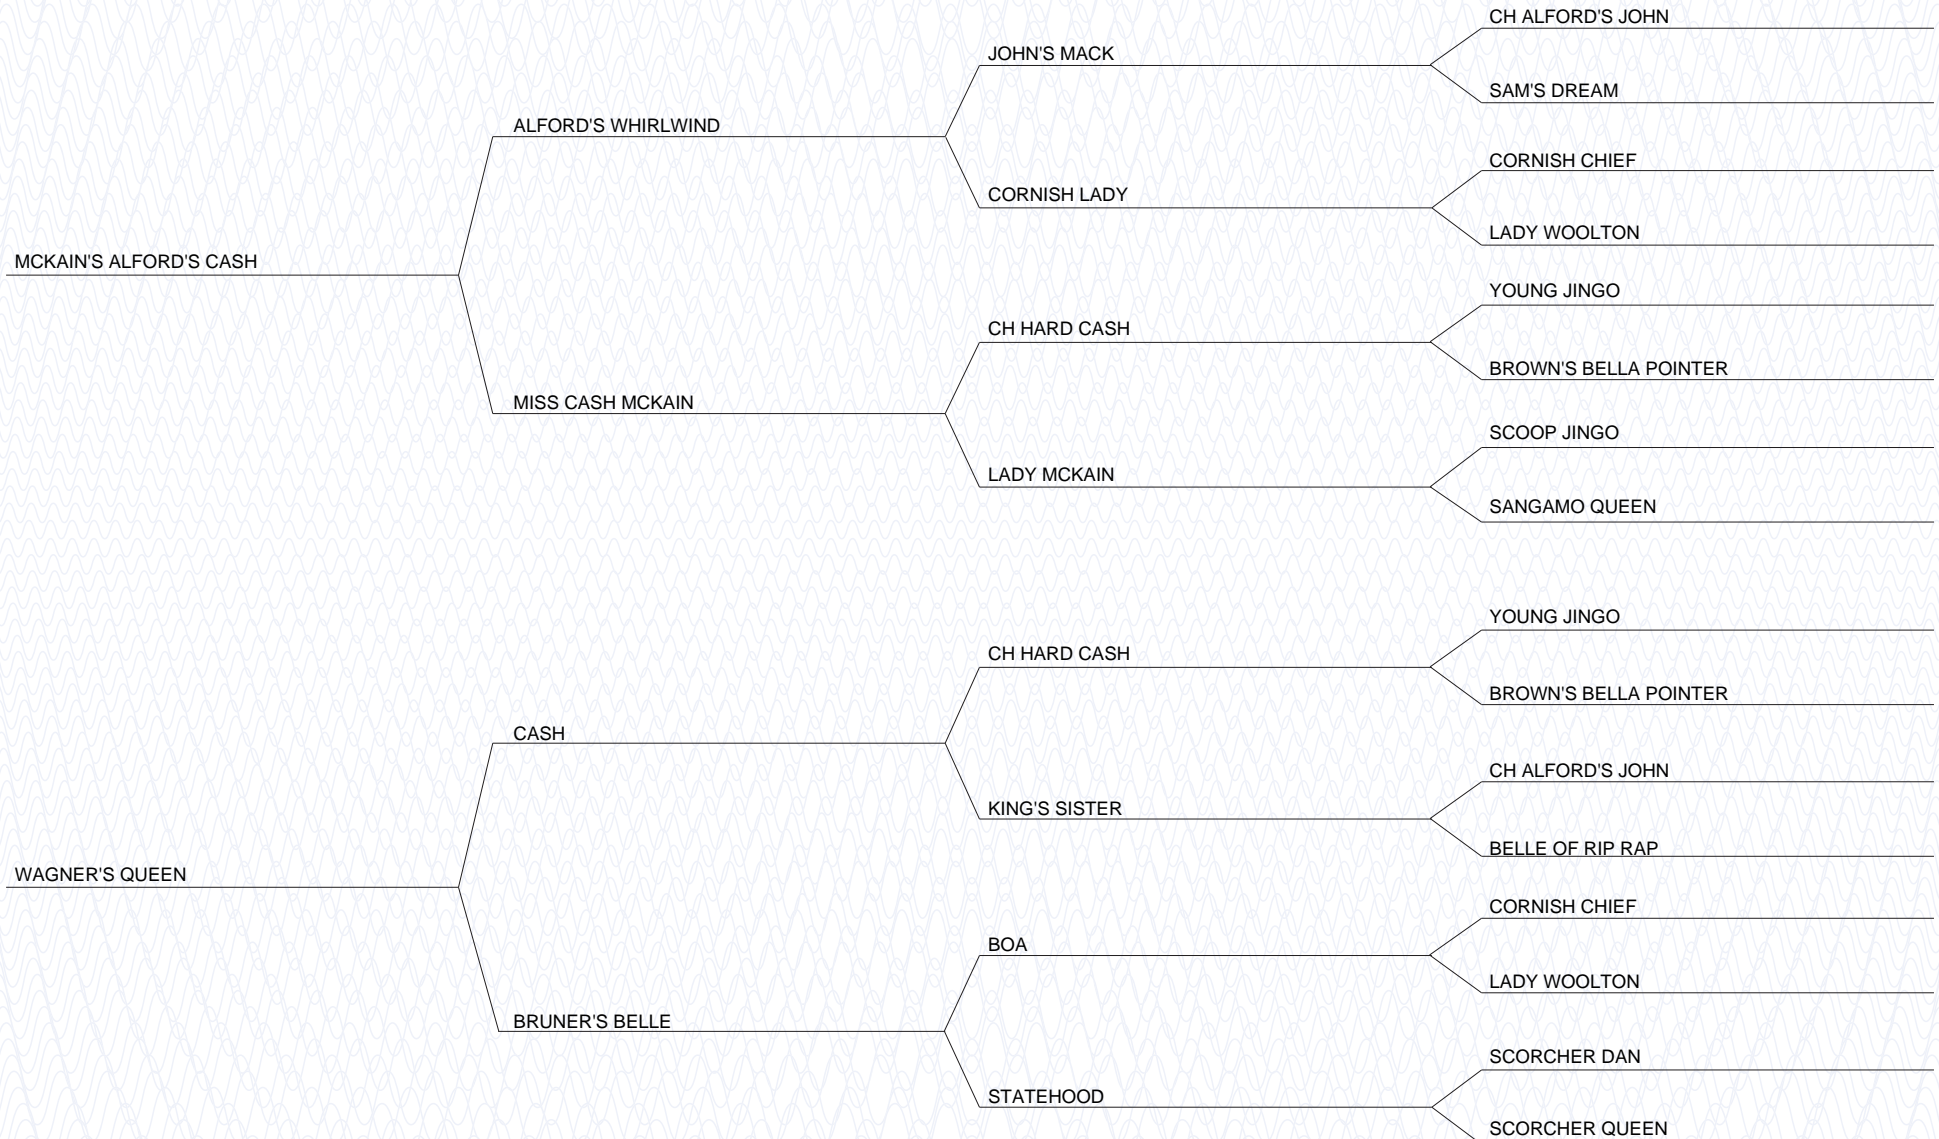 CH ALFORD'S JOHN
JOHN'S MACK
SAM'S DREAM
ALFORD'S WHIRLWIND
CORNISH CHIEF
CORNISH LADY
LADY WOOLTON
MCKAIN'S ALFORD'S CASH
YOUNG JINGO
CH HARD CASH
BROWN'S BELLA POINTER
MISS CASH MCKAIN
SCOOP JINGO
LADY MCKAIN
SANGAMO QUEEN
YOUNG JINGO
CH HARD CASH
BROWN'S BELLA POINTER
CASH
CH ALFORD'S JOHN
KING'S SISTER
BELLE OF RIP RAP
WAGNER'S QUEEN
CORNISH CHIEF
BOA
LADY WOOLTON
BRUNER'S BELLE
SCORCHER DAN
STATEHOOD
SCORCHER QUEEN